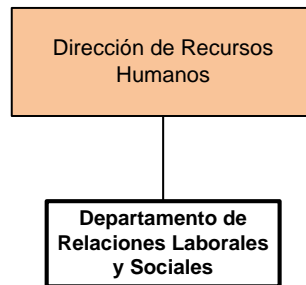 Dirección de Recursos
Humanos
Departamento de
Relaciones Laborales
y Sociales